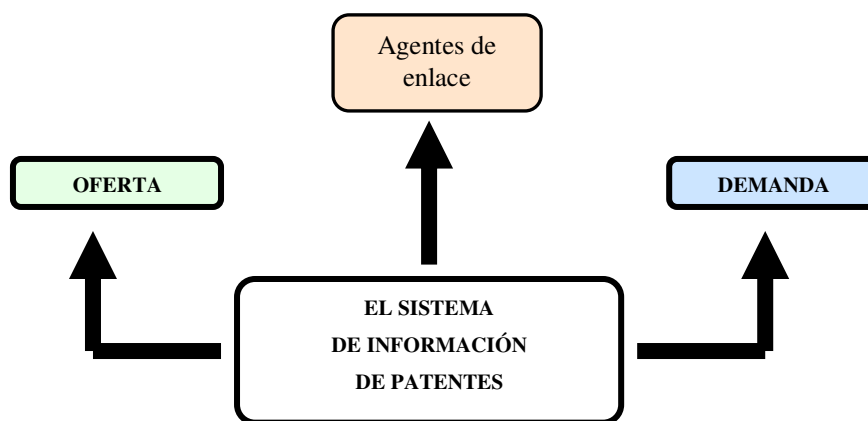 Agentes de
enlace
OFERTA
DEMANDA
EL SISTEMA
DE INFORMACIÓN
DE PATENTES